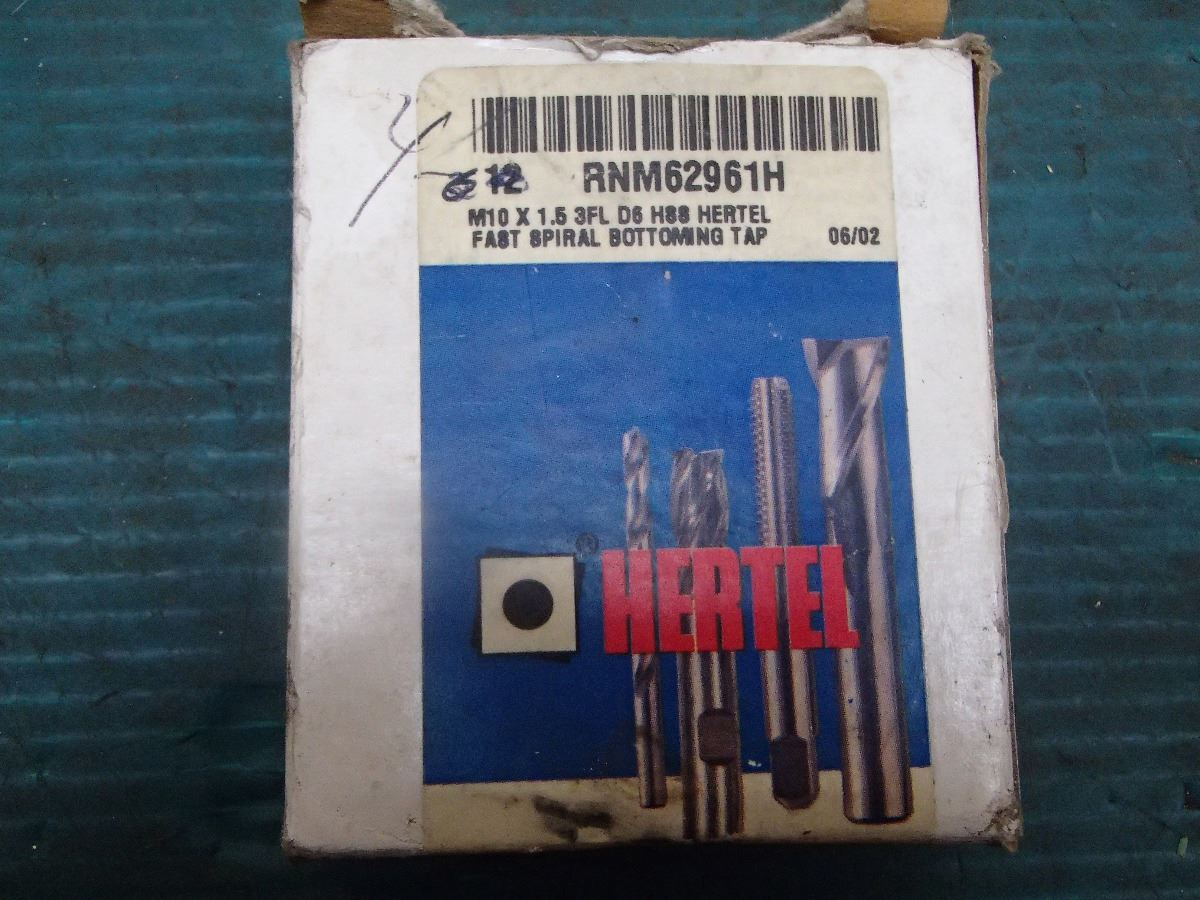 4
6 12 RNM62961H
M10 X 1.5 3FL D6 HSS HERTEL
FAST SPIRAL BOTTOMING TAP 06/02
® HERTEL